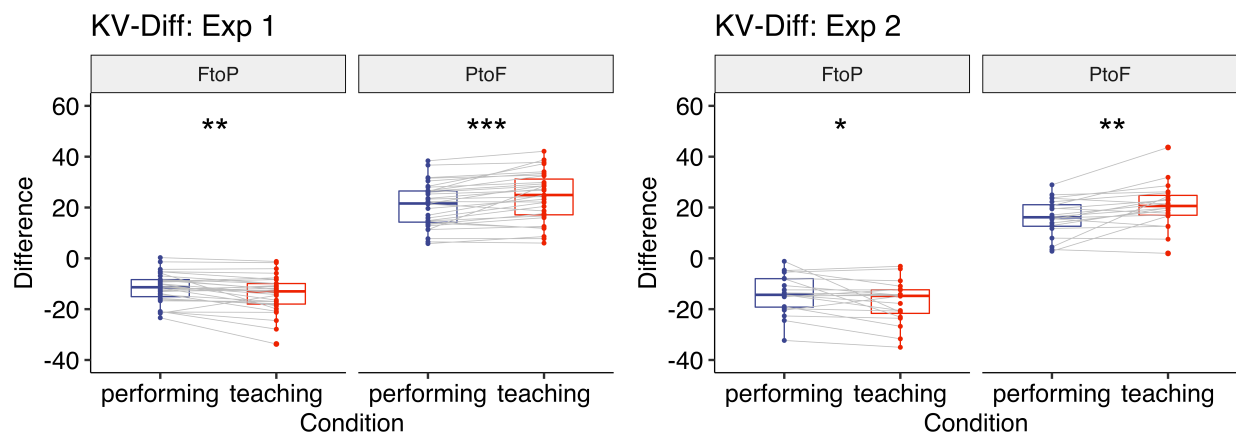 KV-Diff: Exp 1
FtoP
PtoF
60
40
20
0
-20
-40
**
***
Difference
performing
teaching
performing
teaching
Condition
KV-Diff: Exp 2
FtoP
PtoF
60
40
20
0
-20
-40
*
**
Difference
performing
teaching
performing
teaching
Condition